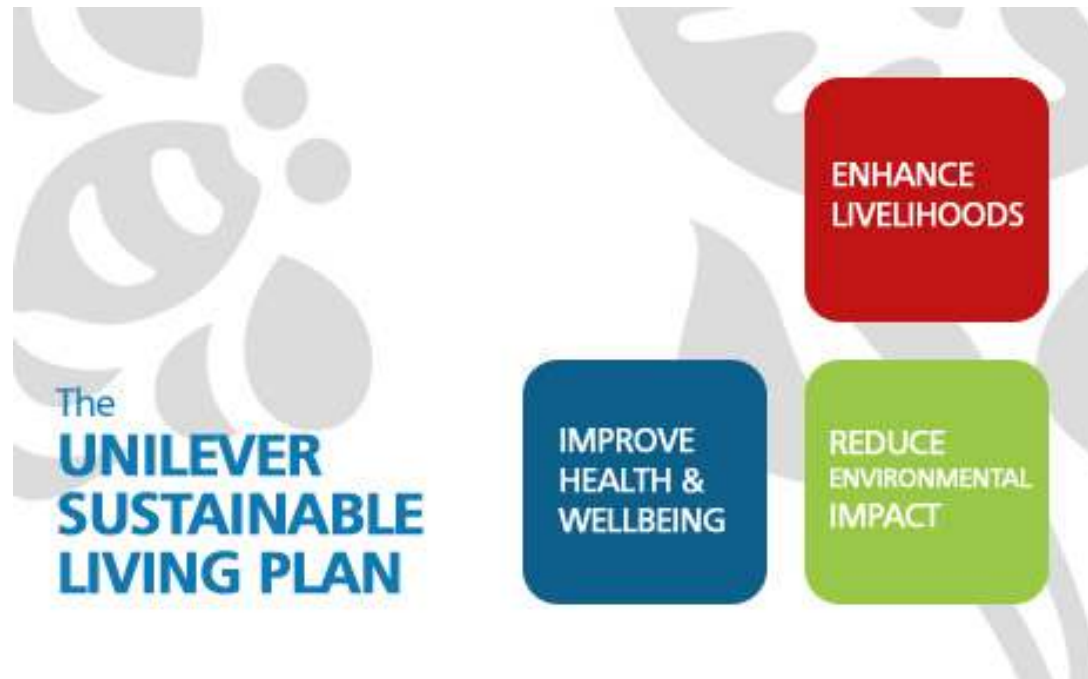 The
UNILEVER
SUSTAINABLE
LIVING PLAN
ENHANCE
LIVELIHOODS
IMPROVE
HEALTH &
WELLBEING
REDUCE
ENVIRONMENTAL
IMPACT